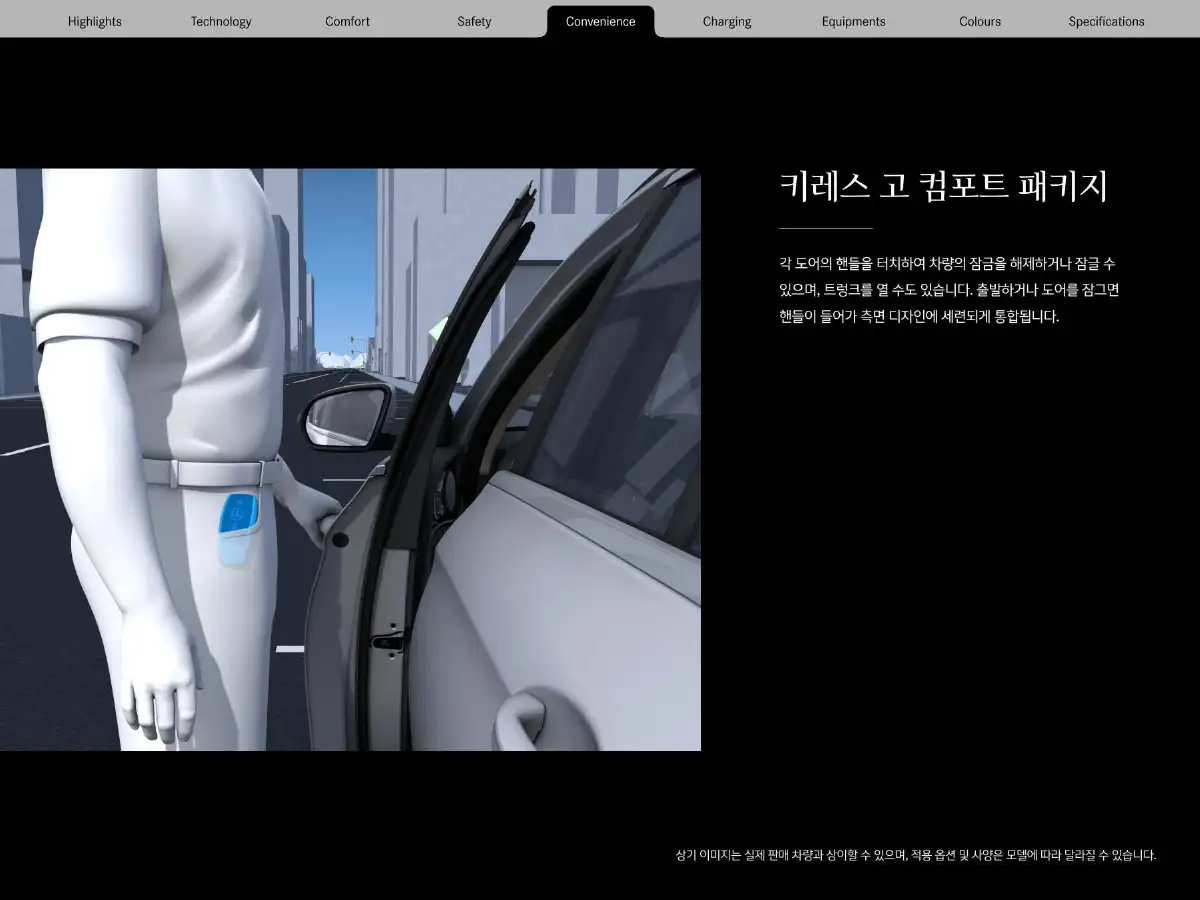 Highlights
Technology
Comfort
Safety
Convenience
Charging
Equipments
Colours
Specifications
키레스 고 컴포트 패키지
각 도어의 핸들을 터치하여 차량의 잠금을 해제하거나 잠글 수
있으며, 트렁크를 열 수도 있습니다. 출발하거나 도어를 잠그면
핸들이 들어가 측면 디자인에 세련되게 통합됩니다.
상기 이미지는 실제 판매 차량과 상이할 수 있으며, 적용 옵션 및 사양은 모델에 따라 달라질 수 있습니다.